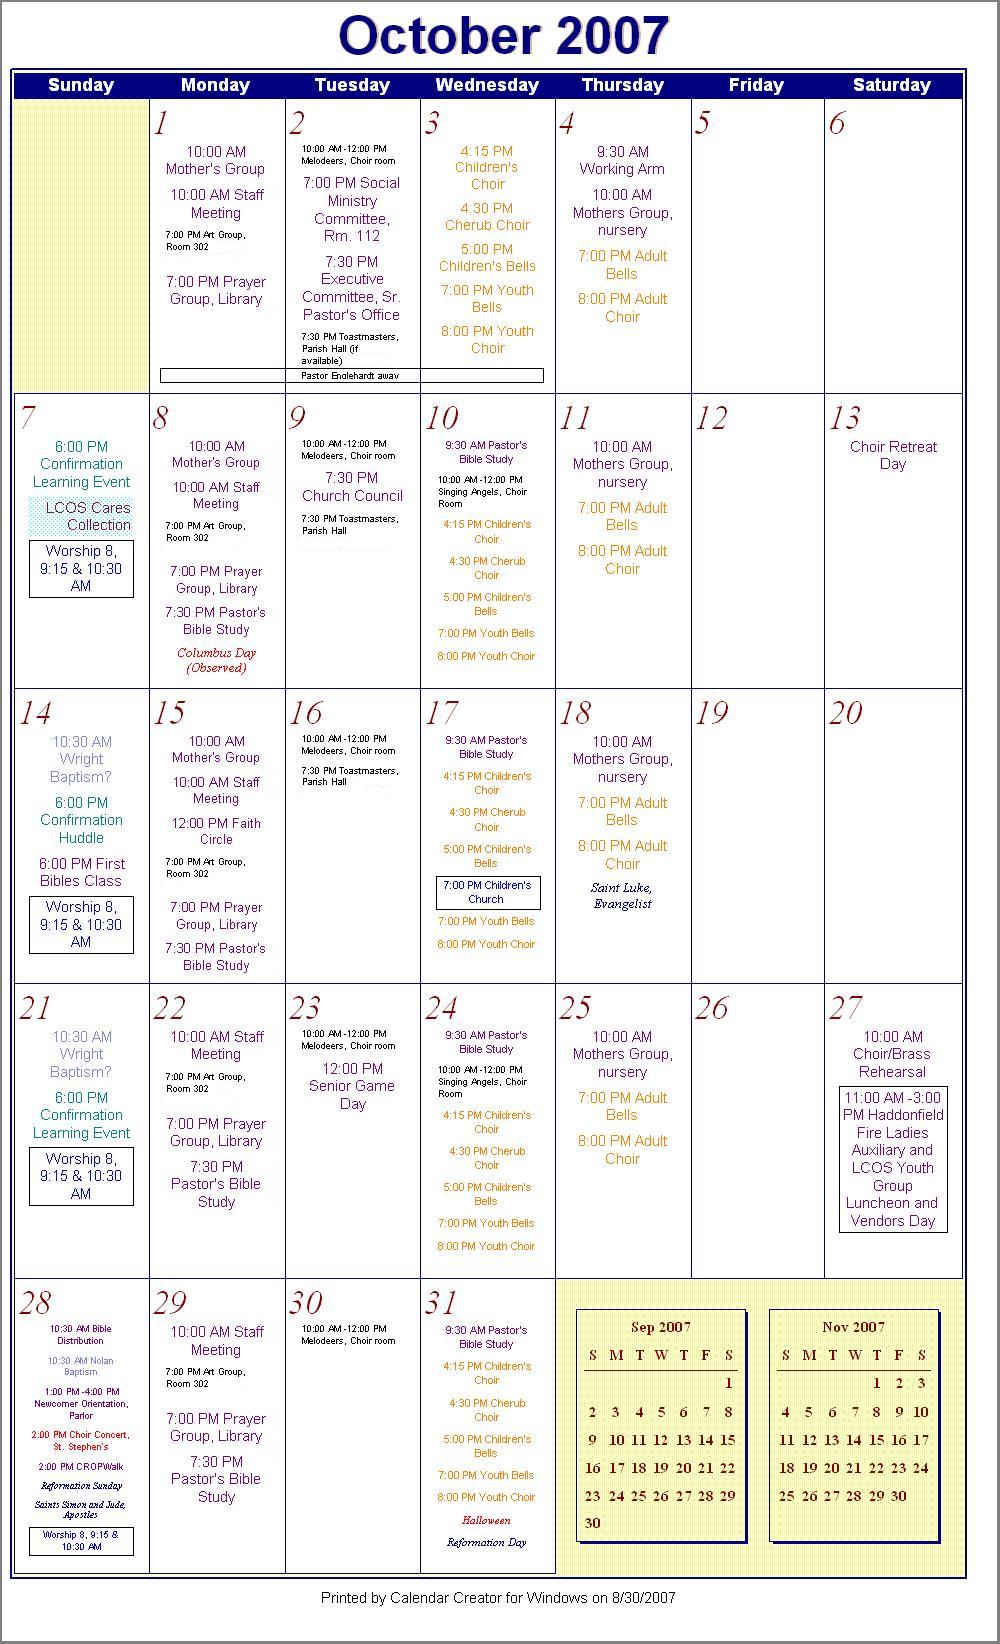 October 2007
Sunday Monday Tuesday Wednesday Thursday Friday Saturday
1
10:00 AM
Mother's Group
10:00 AM Staff
Meeting
7:00 PM Art Group,
Room 302
7:00 PM Prayer
Group, Library
2
10:00 AM-12:00 PM
Melodeers, Choir room
7:00 PM Social
Ministry
Committee,
Rm. 112
7:30 PM
Executive
Committee, Sr.
Pastor's Office
7:30 PM Toastmasters,
Parish Hall (if
available)
Pastor Englehardt away
3
4:15 PM
Children's
Choir
4:30 PM
Cherub Choir
5:00 PM
Children's Bells
7:00 PM Youth
Bells
8:00 PM Youth
Choir
4
9:30 AM
Working Arm
10:00 AM
Mothers Group,
nursery
7:00 PM Adult
Bells
8:00 PM Adult
Choir
5
6
7
6:00 PM
Confirmation
Learning Event
LCOS Cares
Collection
Worship 8,
9:15 & 10:30
AM
8
10:00 AM
Mother's Group
10:00 AM Staff
Meeting
7:00 PM Art Group,
Room 302
7:00 PM Prayer
Group, Library
7:30 PM Pastor's
Bible Study
Columbus Day
(Observed)
9
10:00 AM-12:00 PM
Melodeers, Choir room
7:30 PM
Church Council
7:30 PM Toastmasters,
Parish Hall
10
9:30 AM Pastor's
Bible Study
10:00 AM-12:00 PM
Singing Angels, Choir
Room
4:15 PM Children's
Choir
4:30 PM Cherub
Choir
5:00 PM Children's
Bells
7:00 PM Youth Bells
8:00 PM Youth Choir
11
10:00 AM
Mothers Group,
nursery
7:00 PM Adult
Bells
8:00 PM Adult
Choir
12
13
Choir Retreat
Day
14
10:30 AM
Wright
Baptism?
6:00 PM
Confirmation
Huddle
6:00 PM First
Bibles Class
Worship 8,
9:15 & 10:30
AM
15
10:00 AM
Mother's Group
10:00 AM Staff
Meeting
12:00 PM Faith
Circle
7:00 PM Art Group,
Room 302
7:00 PM Prayer
Group, Library
7:30 PM Pastor's
Bible Study
16
10:00 AM-12:00 PM
Melodeers, Choir room
7:30 PM Toastmasters,
Parish Hall
17
9:30 AM Pastor's
Bible Study
4:15 PM Children's
Choir
4:30 PM Cherub
Choir
5:00 PM Children's
Bells
7:00 PM Children's
Church
7:00 PM Youth Bells
8:00 PM Youth Choir
18
10:00 AM
Mothers Group,
nursery
7:00 PM Adult
Bells
8:00 PM Adult
Choir
Saint Luke,
Evangelist
19
20
21
10:30 AM
Wright
Baptism?
6:00 PM
Confirmation
Learning Event
Worship 8,
9:15 & 10:30
AM
22
10:00 AM Staff
Meeting
7:00 PM Art Group,
Room 302
7:00 PM Prayer
Group, Library
7:30 PM
Pastor's Bible
Study
23
10:00 AM-12:00 PM
Melodeers, Choir room
12:00 PM
Senior Game
Day
24
9:30 AM Pastor's
Bible Study
10:00 AM-12:00 PM
Singing Angels, Choir
Room
4:15 PM Children's
Choir
4:30 PM Cherub
Choir
5:00 PM Children's
Bells
7:00 PM Youth Bells
8:00 PM Youth Choir
25
10:00 AM
Mothers Group,
nursery
7:00 PM Adult
Bells
8:00 PM Adult
Choir
26
27
10:00 AM
Choir/Brass
Rehearsal
11:00 AM -3:00
PM Haddonfield
Fire Ladies
Auxiliary and
LCOS Youth
Group
Luncheon and
Vendors Day
28
10:30 AM Bible
Distribution
10:30 AM Nolan
Baptism
1:00 PM -4:00 PM
Newcomer Orientation,
Parlor
2:00 PM Choir Concert,
St. Stephen's
2:00 PM CROPWalk
Reformation Sunday
Saints Simon and Jude,
Apostles
Worship 8, 9:15 &
10:30 AM
29
10:00 AM Staff
Meeting
7:00 PM Art Group,
Room 302
7:00 PM Prayer
Group, Library
7:30 PM
Pastor's Bible
Study
30
10:00 AM-12:00 PM
Melodeers, Choir room
31
9:30 AM Pastor's
Bible Study
4:15 PM Children's
Choir
4:30 PM Cherub
Choir
5:00 PM Children's
Bells
7:00 PM Youth Bells
8:00 PM Youth Choir
Halloween
Reformation Day
Sep 2007
S M T W T F S
1
2 3 4 5 6 7 8
9 10 11 12 13 14 15
16 17 18 19 20 21 22
23 24 25 26 27 28 29
30
Nov 2007
S M T W T F S
1 2 3
4 5 6 7 8 9 10
11 12 13 14 15 16 17
18 19 20 21 22 23 24
25 26 27 28 29 30
Printed by Calendar Creator for Windows on 8/30/2007